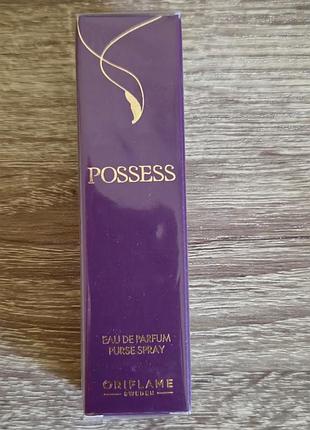 POSSESS
EAU DE PARFUM
PURSE SPRAY
ORIFLAME
SWEDEN